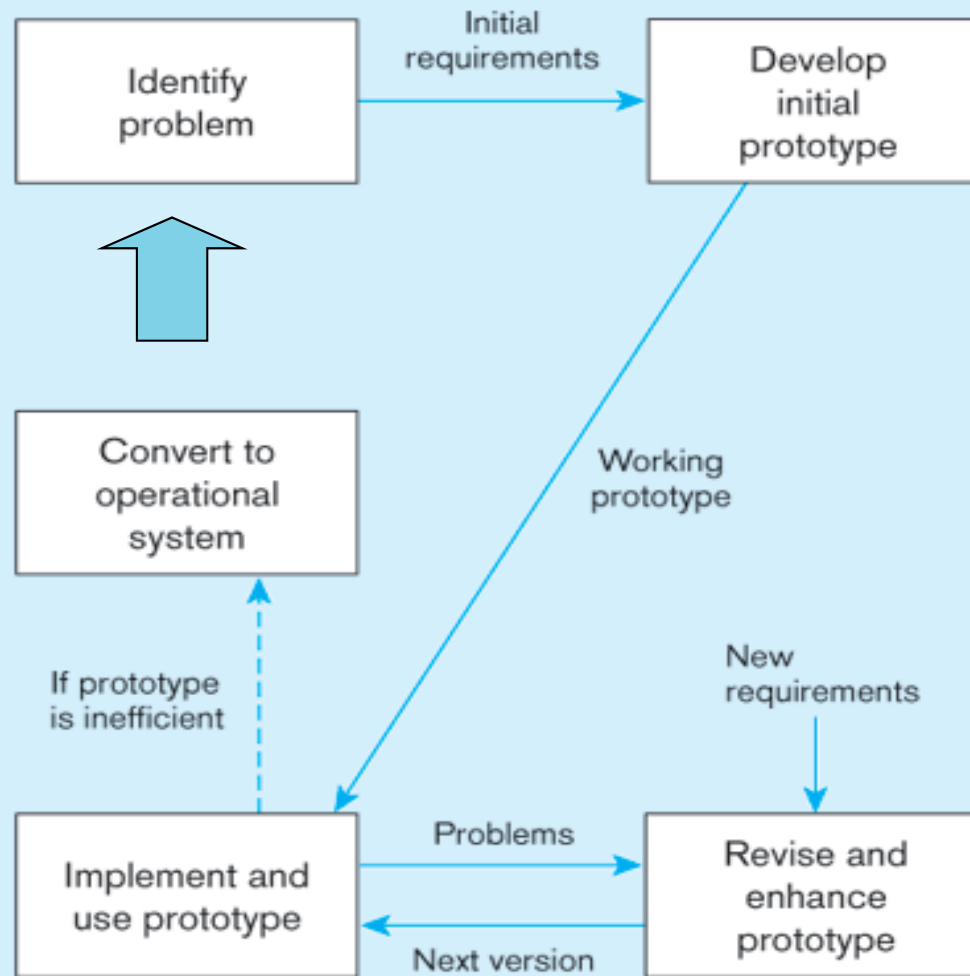 Identify
problem
Initial
requirements
Develop
initial
prototype
Convert to
operational
system
Working
prototype
If prototype
is inefficient
New
requirements
Implement and
use prototype
Problems
Next version
Revise and
enhance
prototype